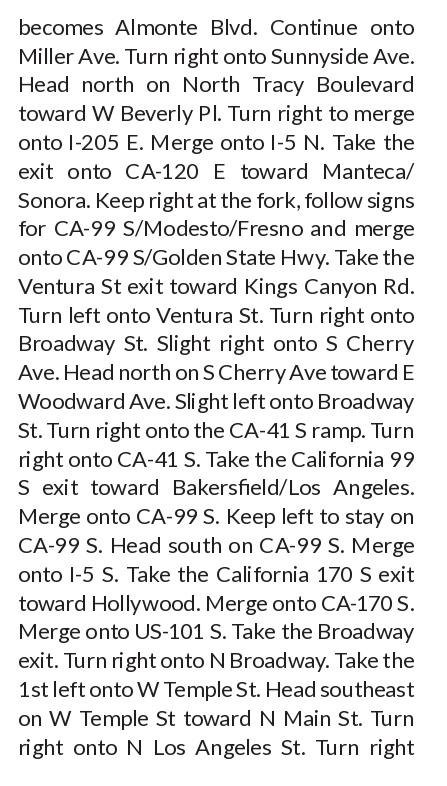 becomes Almonte Blvd. Continue onto
Miller Ave. Turn right onto Sunnyside Ave.
Head north on North Tracy Boulevard
toward W Beverly Pl. Turn right to merge
onto I-205 E. Merge onto I-5 N. Take the
exit onto CA-120 E toward Manteca/
Sonora. Keep right at the fork, follow signs
for CA-99 S/Modesto/Fresno and merge
onto CA-99 S/Golden State Hwy. Take the
Ventura St exit toward Kings Canyon Rd.
Turn left onto Ventura St. Turn right onto
Broadway St. Slight right onto S Cherry
Ave. Head north on S Cherry Ave toward E
Woodward Ave. Slight left onto Broadway
St. Turn right onto the CA-41 S ramp. Turn
right onto CA-41 S. Take the California 99
S exit toward Bakersfield/Los Angeles.
Merge onto CA-99 S. Keep left to stay on
CA-99 S. Head south on CA-99 S. Merge
onto I-5 S. Take the California 170 S exit
toward Hollywood. Merge onto CA-170 S.
Merge onto US-101 S. Take the Broadway
exit. Turn right onto N Broadway. Take the
1st left onto W Temple St. Head southeast
on W Temple St toward N Main St. Turn
right onto N Los Angeles St. Turn right